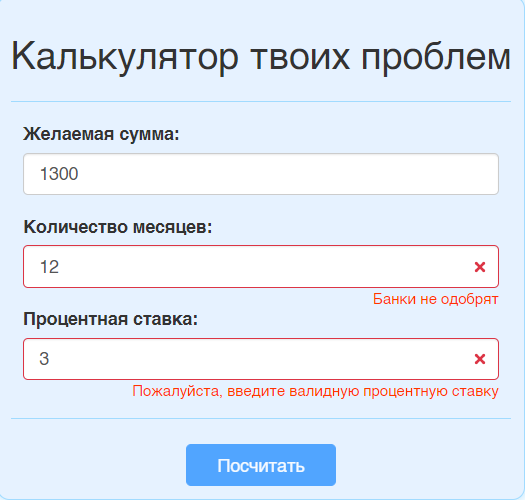 Калькулятор твоих проблем
Желаемая сумма:
1300
Количество месяцев:
12
Банки не одобрят
Процентная ставка:
3
Пожалуйста, введите валидную процентную ставку
Посчитать